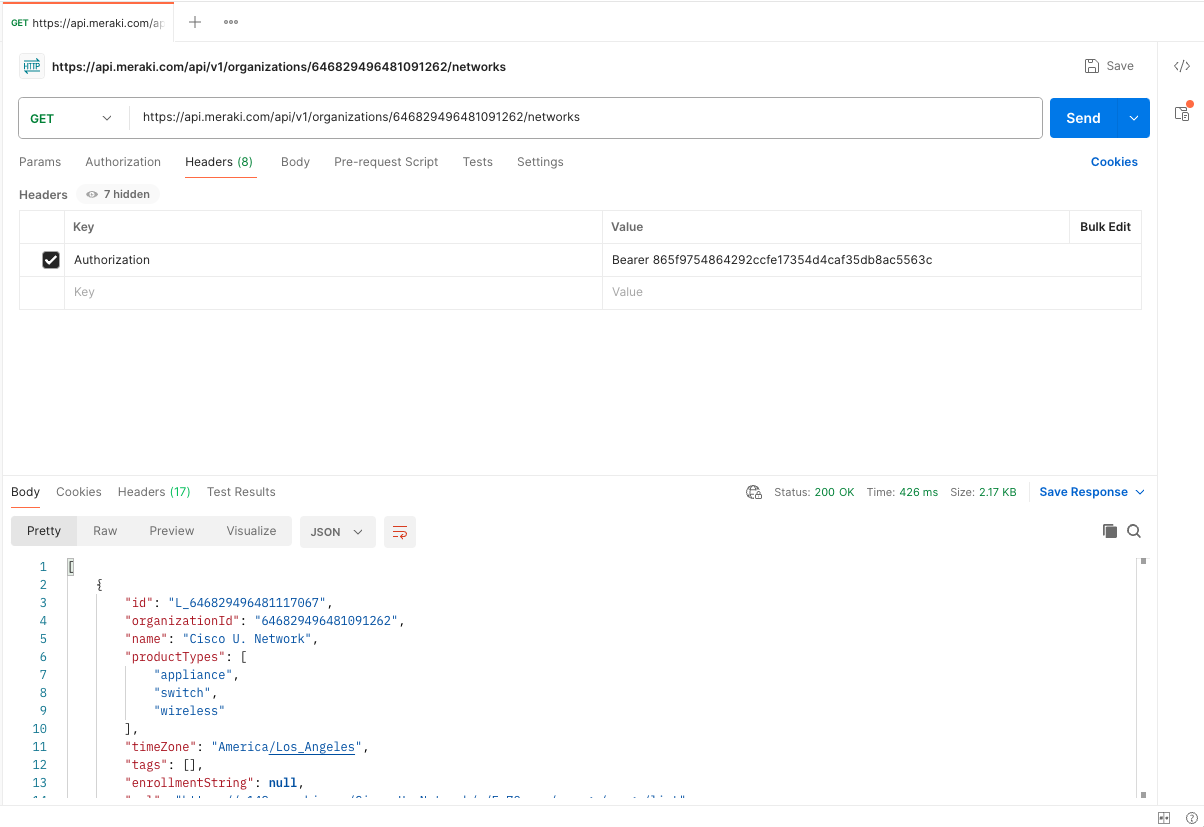 GET https://api.meraki.com/ap
HTTP https://api.meraki.com/api/v1/organizations/646829496481091262/networks Save </>
GET https://api.meraki.com/api/v1/organizations/646829496481091262/networks Send
Params Authorization Headers (8) Body Pre-request Script Tests Settings Cookies
Headers 7 hidden
Key Value Bulk Edit
Authorization Bearer 865f9754864292ccfe17354d4caf35db8ac5563c
Key Value
Body Cookies Headers (17) Test Results Status: 200 OK Time: 426 ms Size: 2.17 KB Save Response
Pretty Raw Preview Visualize JSON
1 [
2 {
3 "id": "L_646829496481117067",
4 "organizationId": "646829496481091262",
5 "name": "Cisco U. Network",
6 "productTypes": [
7 "appliance",
8 "switch",
9 "wireless"
10 ],
11 "timeZone": "America/Los_Angeles",
12 "tags": [],
13 "enrollmentString": null,